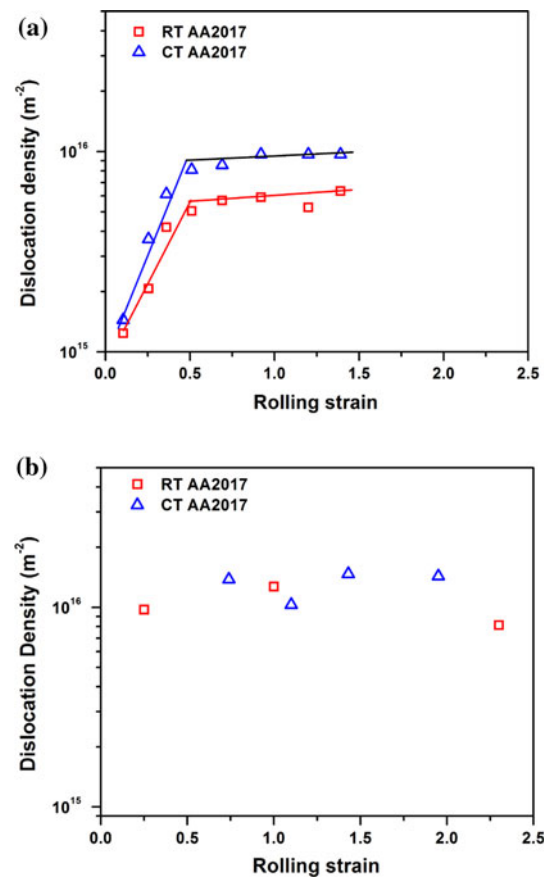 (a)
RT AA2017
CT AA2017
Dislocation density (m⁻²)
10¹⁶
10¹⁵
0.0 0.5 1.0 1.5 2.0 2.5
Rolling strain
(b)
RT AA2017
CT AA2017
Dislocation Density (m⁻²)
10¹⁶
10¹⁵
0.0 0.5 1.0 1.5 2.0 2.5
Rolling strain